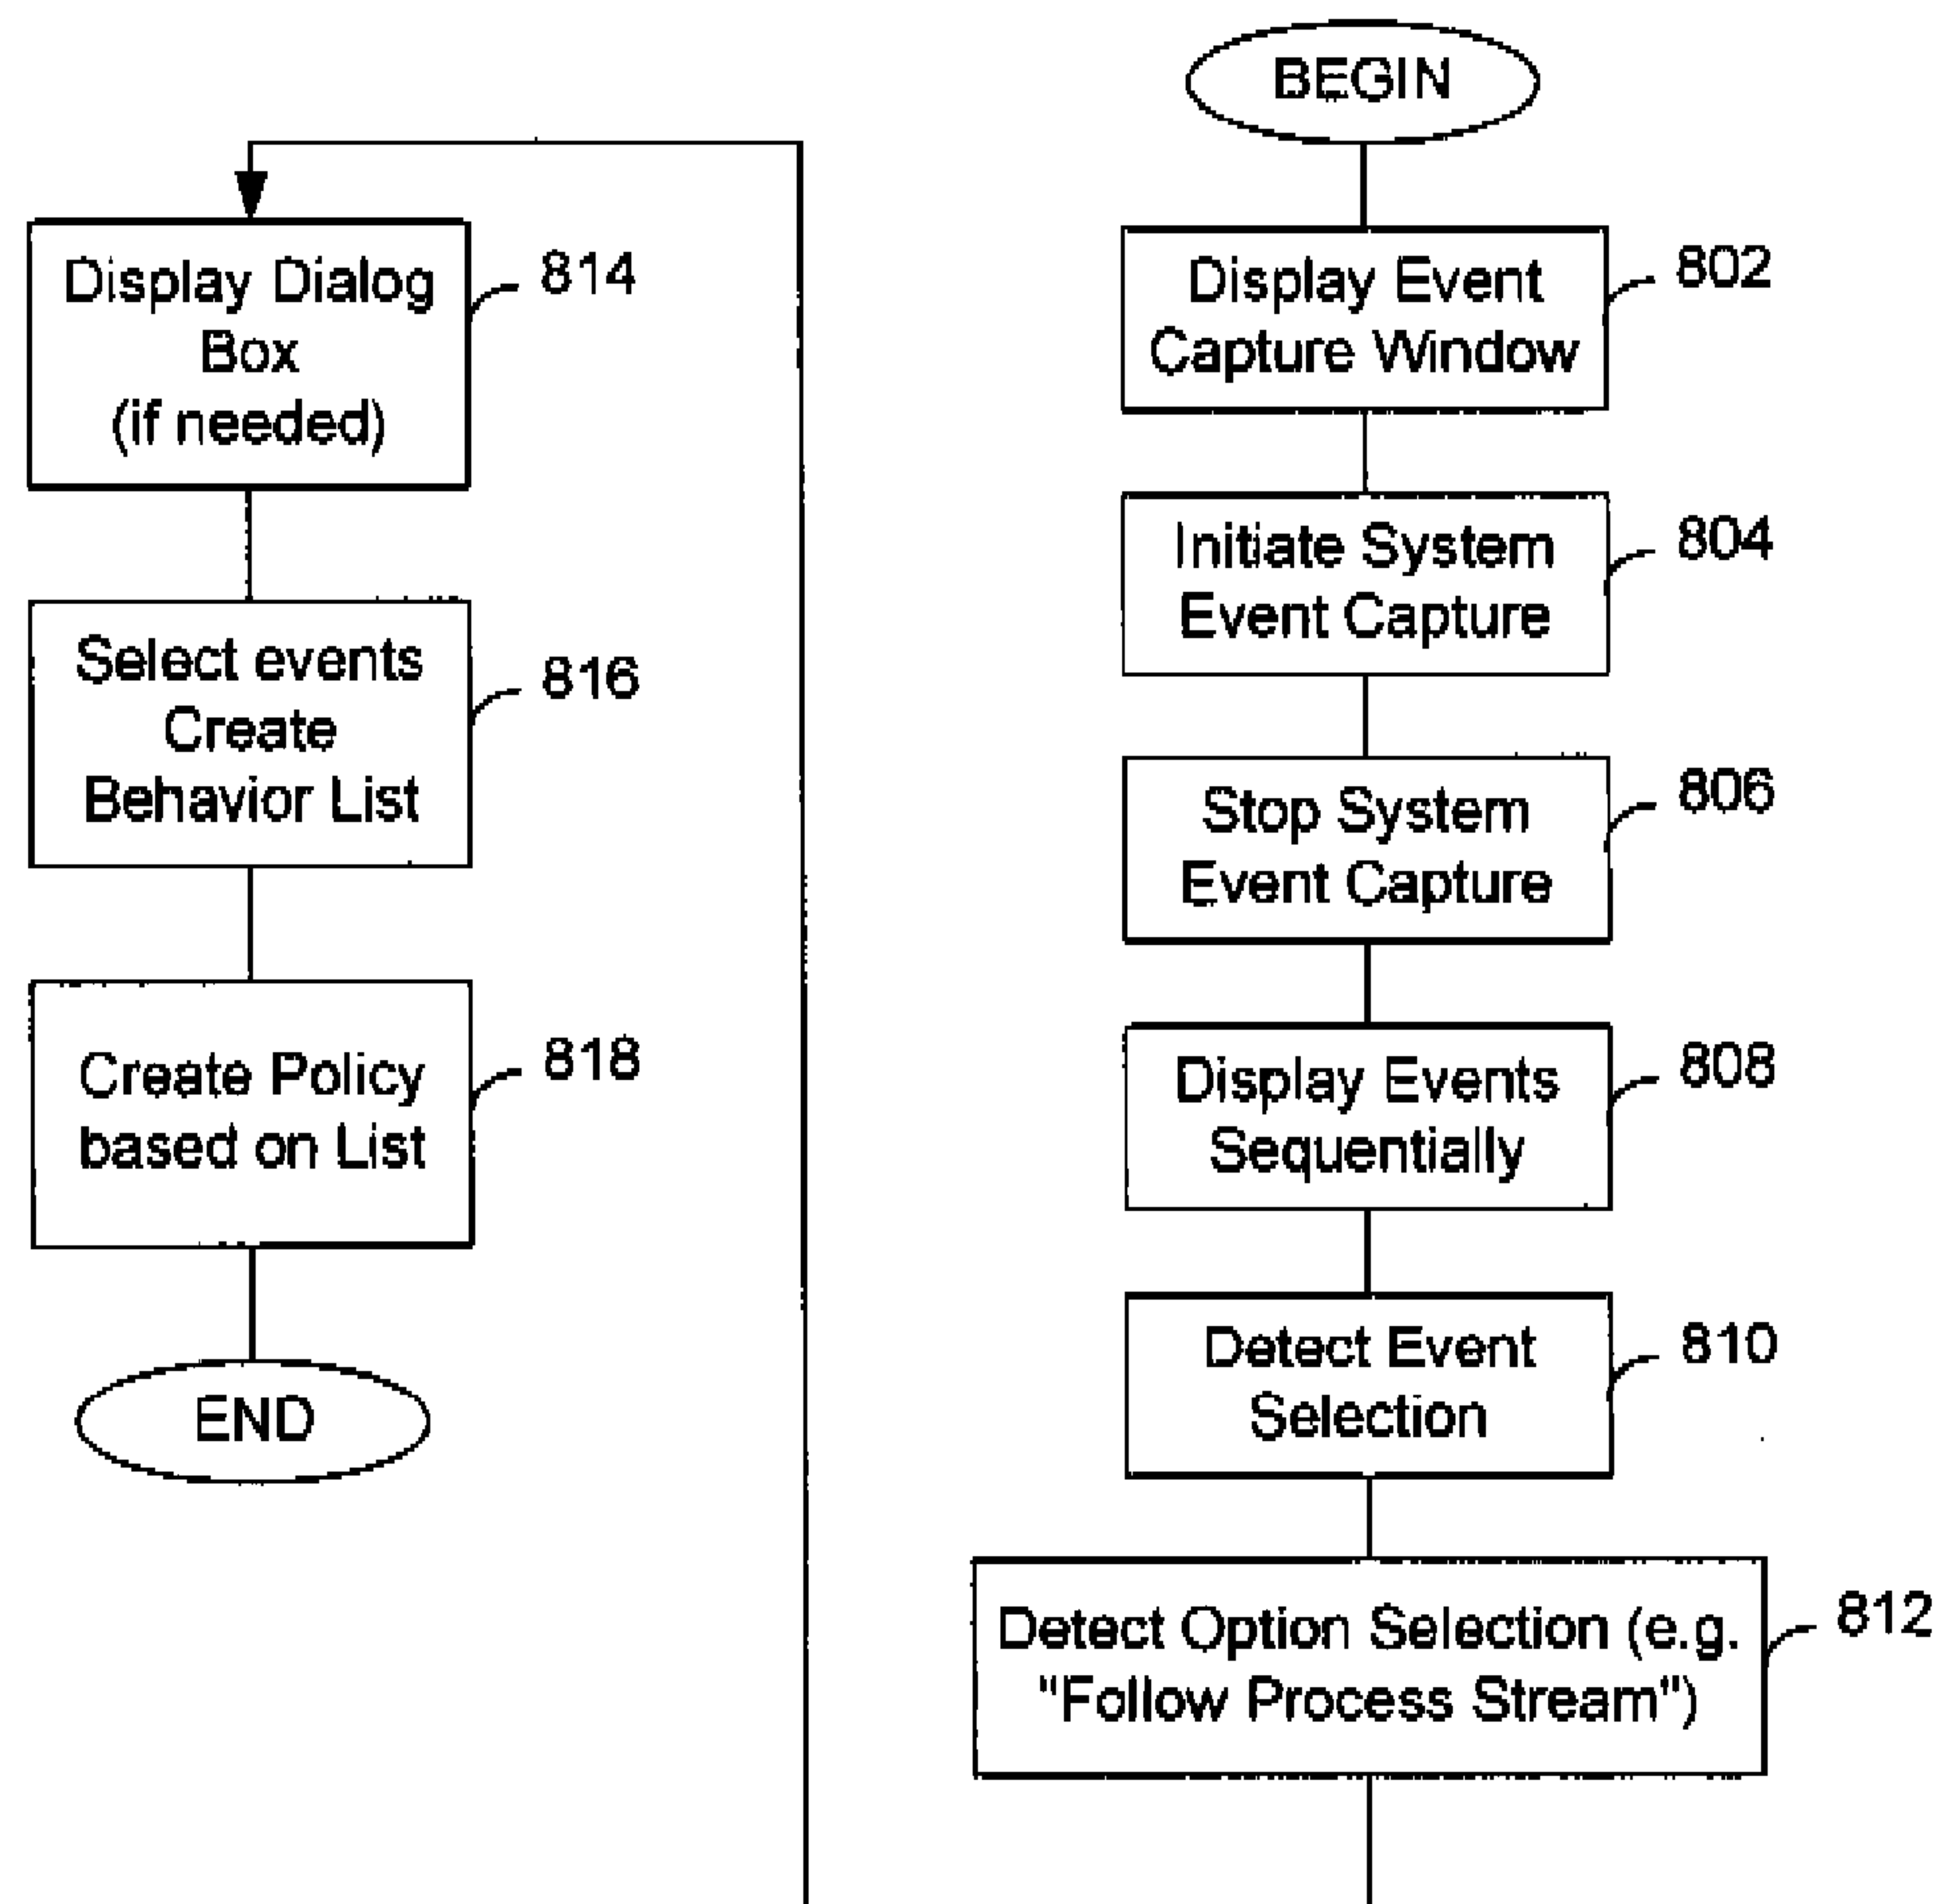 BEGIN
Display Event
Capture Window
802
Initiate System
Event Capture
804
Stop System
Event Capture
806
Display Events
Sequentially
808
Detect Event
Selection
810
Detect Option Selection (e.g.
"Follow Process Stream")
812
Display Dialog
Box
(if needed)
814
Select events
Create
Behavior List
816
Create Policy
based on List
818
END